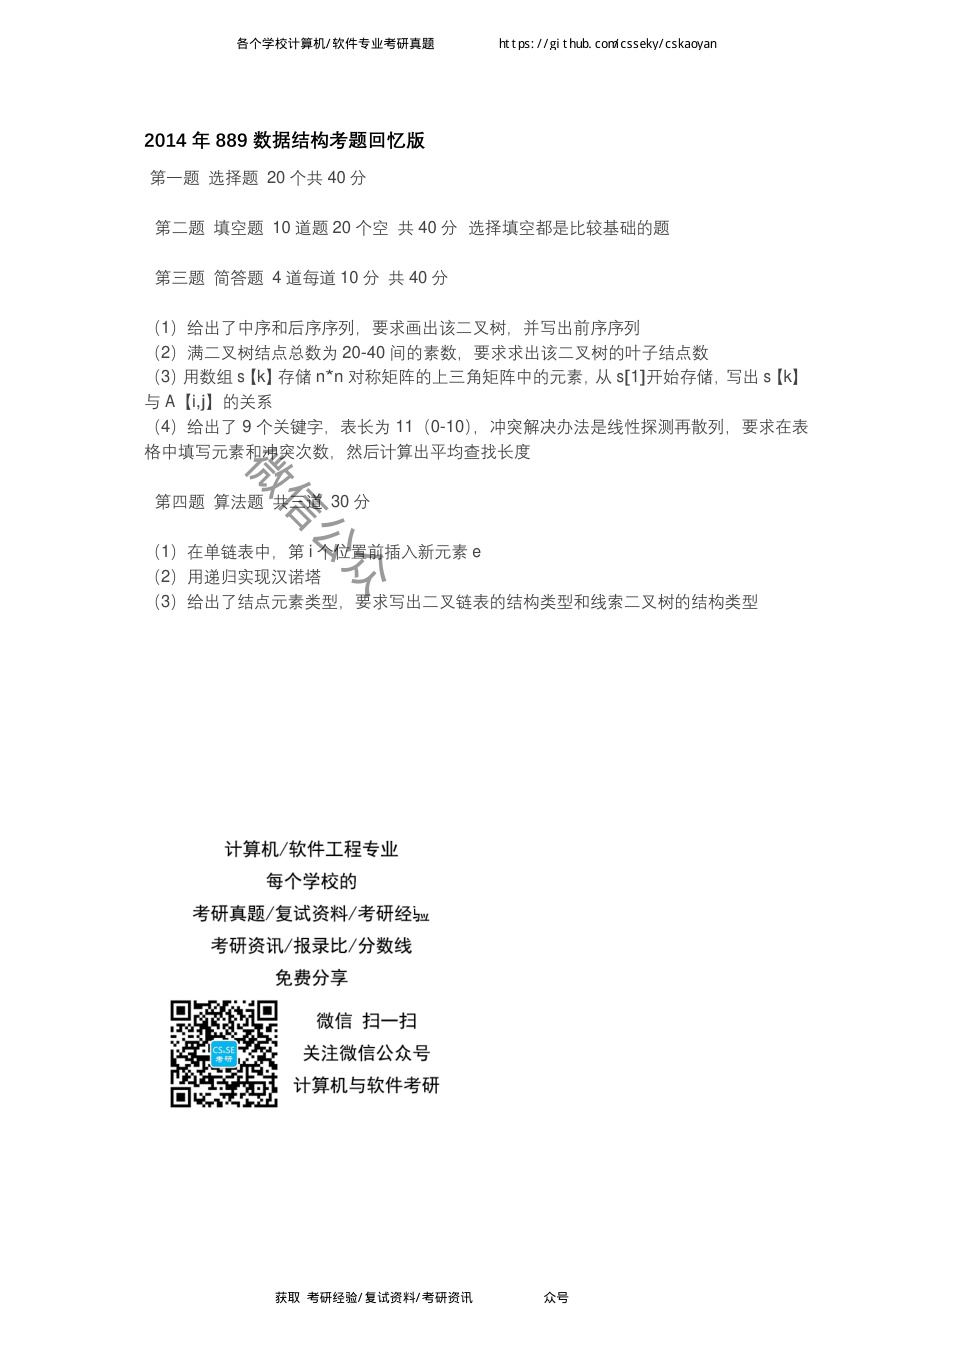 各个学校计算机/软件专业考研真题 https://github.com/csseky/cskaoyan
2014 年 889 数据结构考题回忆版
第一题 选择题 20 个共 40 分
第二题 填空题 10 道题 20 个空 共 40 分 选择填空都是比较基础的题
第三题 简答题 4 道每道 10 分 共 40 分
（1）给出了中序和后序序列，要求画出该二叉树，并写出前序序列
（2）满二叉树结点总数为 20-40 间的素数，要求求出该二叉树的叶子结点数
（3）用数组 s【k】存储 n*n 对称矩阵的上三角矩阵中的元素，从 s[1]开始存储，写出 s【k】
与 A【i,j】的关系
（4）给出了 9 个关键字，表长为 11（0-10），冲突解决办法是线性探测再散列，要求在表
格中填写元素和冲突次数，然后计算出平均查找长度
第四题 算法题 共三道 30 分
（1）在单链表中，第 i 个位置前插入新元素 e
（2）用递归实现汉诺塔
（3）给出了结点元素类型，要求写出二叉链表的结构类型和线索二叉树的结构类型
微信公众
计算机/软件工程专业
每个学校的
考研真题/复试资料/考研经验
考研资讯/报录比/分数线
免费分享
CS&SE
考研
微信 扫一扫
关注微信公众号
计算机与软件考研
获取 考研经验/复试资料/考研资讯 众号